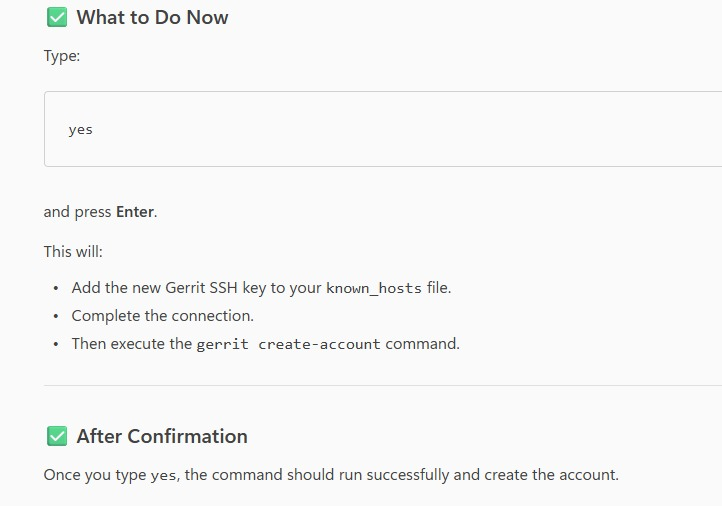 ✅ What to Do Now
Type:
yes
and press Enter.
This will:
• Add the new Gerrit SSH key to your known_hosts file.
• Complete the connection.
• Then execute the gerrit create-account command.
✅ After Confirmation
Once you type yes, the command should run successfully and create the account.